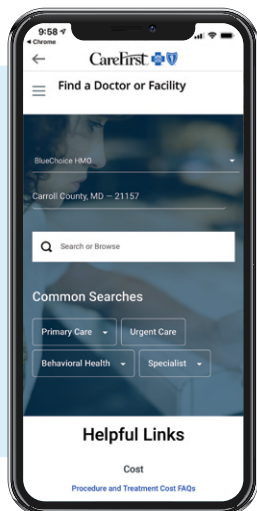 9:58
Chrome
CareFirst
Find a Doctor or Facility
BlueChoice HMO
Carroll County, MD – 21157
Search or Browse
Common Searches
Primary Care
Urgent Care
Behavioral Health
Specialist
Helpful Links
Cost
Procedure and Treatment Cost FAQs